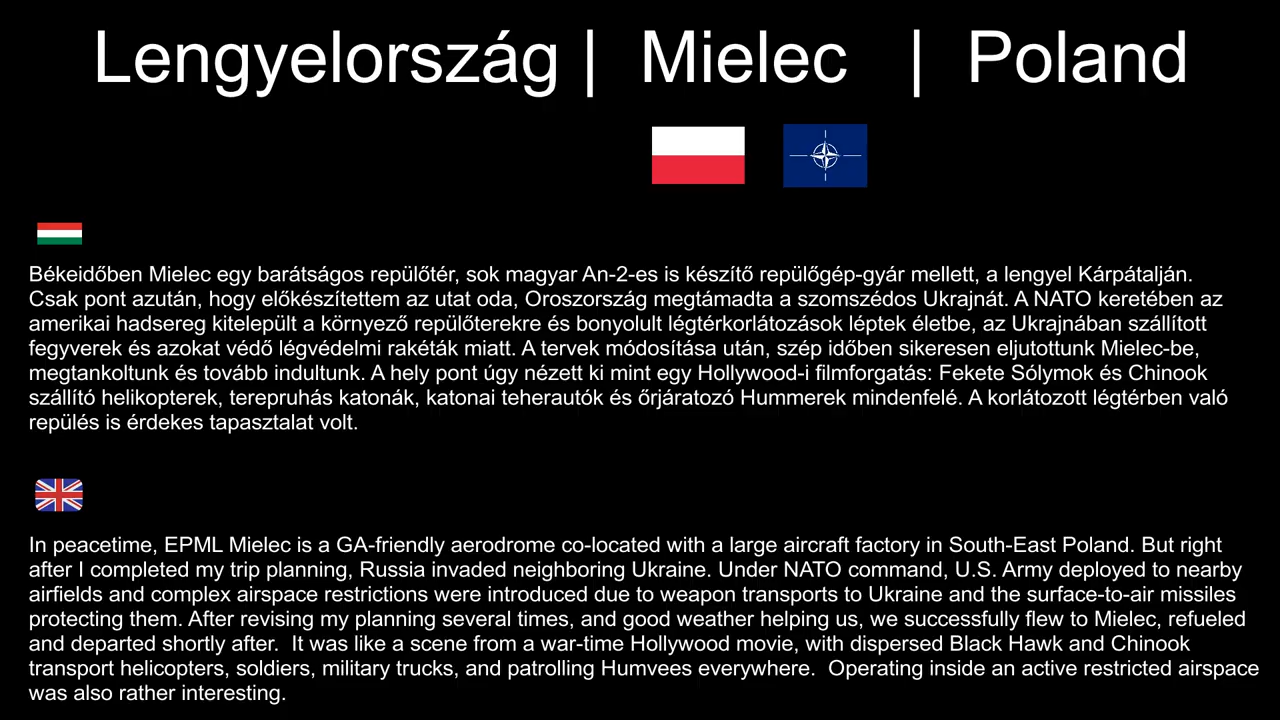 Lengyelország | Mielec | Poland
Békeidőben Mielec egy barátságos repülőtér, sok magyar An-2-es is készítő repülőgép-gyár mellett, a lengyel Kárpátalján.
Csak pont azután, hogy előkészítettem az utat oda, Oroszország megtámadta a szomszédos Ukrajnát. A NATO keretében az
amerikai hadsereg kitelepült a környező repülőterekre és bonyolult légtérkorlátozások léptek életbe, az Ukrajnában szállított
fegyverek és azokat védő légvédelmi rakéták miatt. A tervek módosítása után, szép időben sikeresen eljutottunk Mielec-be,
megtankoltunk és tovább indultunk. A hely pont úgy nézett ki mint egy Hollywood-i filmforgatás: Fekete Sólymok és Chinook
szállító helikopterek, terepruhás katonák, katonai teherautók és őrjáratozó Hummerek mindenfelé. A korlátozott légtérben való
repülés is érdekes tapasztalat volt.
In peacetime, EPML Mielec is a GA-friendly aerodrome co-located with a large aircraft factory in South-East Poland. But right
after I completed my trip planning, Russia invaded neighboring Ukraine. Under NATO command, U.S. Army deployed to nearby
airfields and complex airspace restrictions were introduced due to weapon transports to Ukraine and the surface-to-air missiles
protecting them. After revising my planning several times, and good weather helping us, we successfully flew to Mielec, refueled
and departed shortly after.  It was like a scene from a war-time Hollywood movie, with dispersed Black Hawk and Chinook
transport helicopters, soldiers, military trucks, and patrolling Humvees everywhere.  Operating inside an active restricted airspace
was also rather interesting.